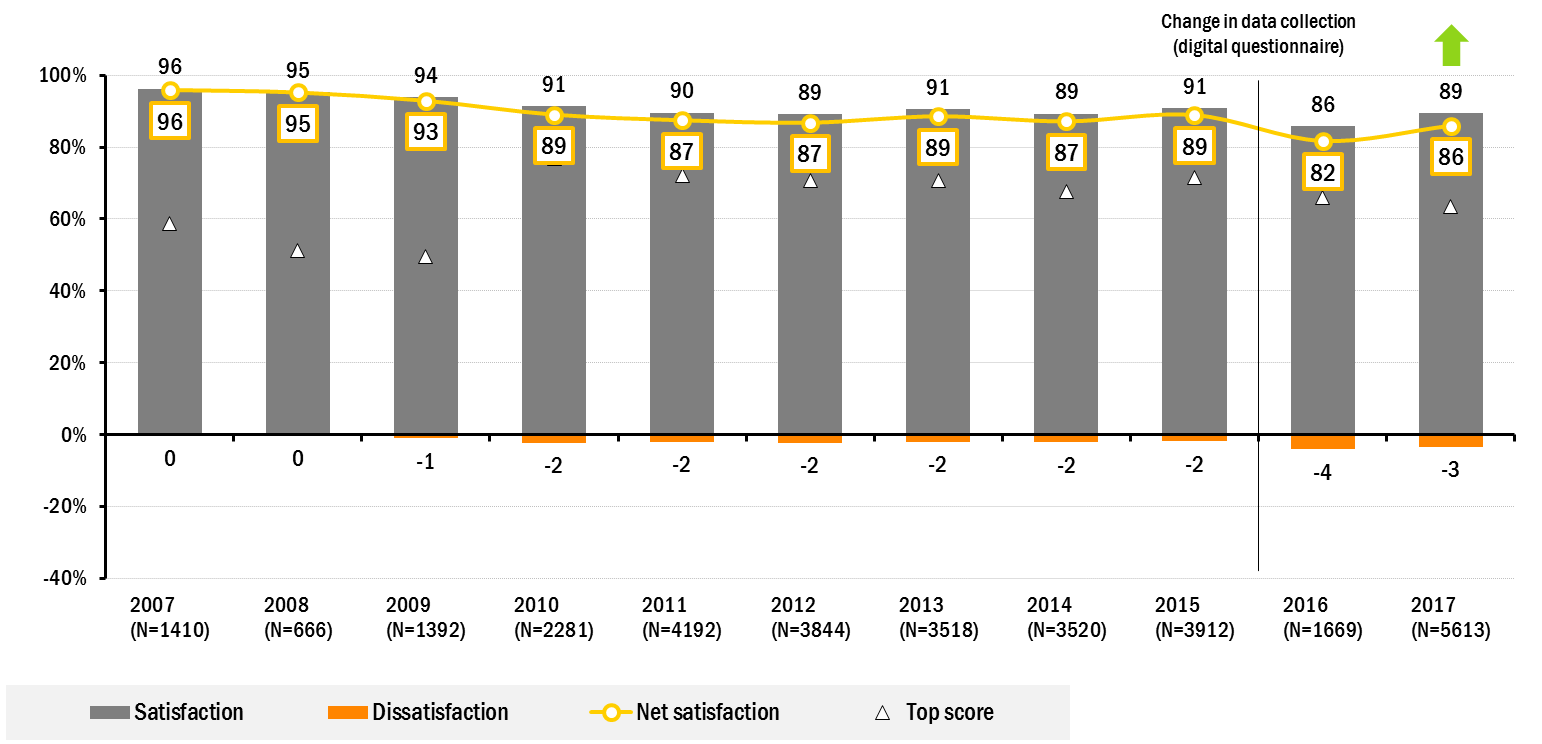 Change in data collection
(digital questionnaire)
96 95 94 91 90 89 91 89 91 86 89
100%
96 95 93 89 87 87 89 87 89 82 86
80%
60%
40%
20%
0%
0 0 -1 -2 -2 -2 -2 -2 -2 -4 -3
-20%
-40%
2007 2008 2009 2010 2011 2012 2013 2014 2015 2016 2017
(N=1410) (N=666) (N=1392) (N=2281) (N=4192) (N=3844) (N=3518) (N=3520) (N=3912) (N=1669) (N=5613)
Satisfaction Dissatisfaction Net satisfaction Top score